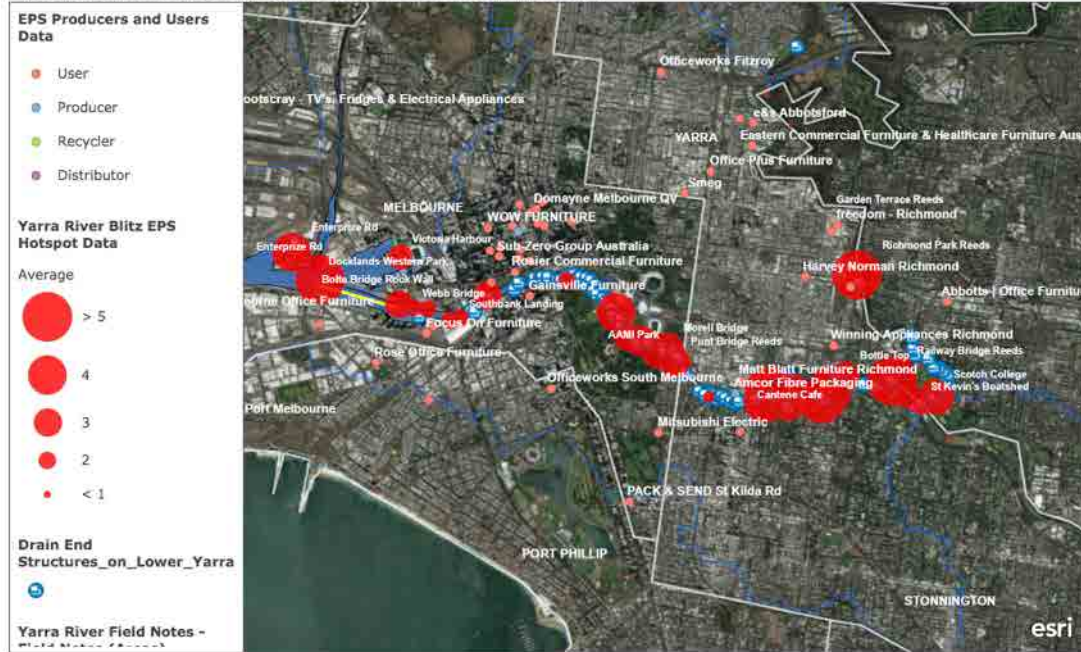 EPS Producers and Users
Data
User
Producer
Recycler
Distributor
Yarra River Blitz EPS
Hotspot Data
Average
> 5
4
3
2
< 1
Drain End
Structures_on_Lower_Yarra
Yarra River Field Notes -
Officeworks Fitzroy
ootscray - TV's, Fridges & Electrical Appliances
e&s Abbotsford
YARRA
Eastern Commercial Furniture & Healthcare Furniture Aus
Office Plus Furniture
Smeg
Domayne Melbourne QV
Garden Terrace Reeds
MELBOURNE
WOW FURNITURE
freedom - Richmond
Enterprize Rd
Victoria Harbour
Enterprize Rd
Sub-Zero Group Australia
Richmond Park Reeds
Docklands Western Park
Rosier Commercial Furniture
Harvey Norman Richmond
Bolte Bridge Rock Wall
Gainsville Furniture
Webb Bridge
Abbotts | Office Furnitu
ourne Office Furniture
Southbank Landing
Focus On Furniture
Morell Bridge
AAMI Park
Punt Bridge Reeds
Winning Appliances Richmond
Rose Office Furniture
Bottle Top
Railway Bridge Reeds
Matt Blatt Furniture Richmond
Scotch College
Officeworks South Melbourne
Amcor Fibre Packaging
St Kevin's Boatshed
Cantene Cafe
Port Melbourne
Mitsubishi Electric
PACK & SEND St Kilda Rd
PORT PHILLIP
STONNINGTON
esri